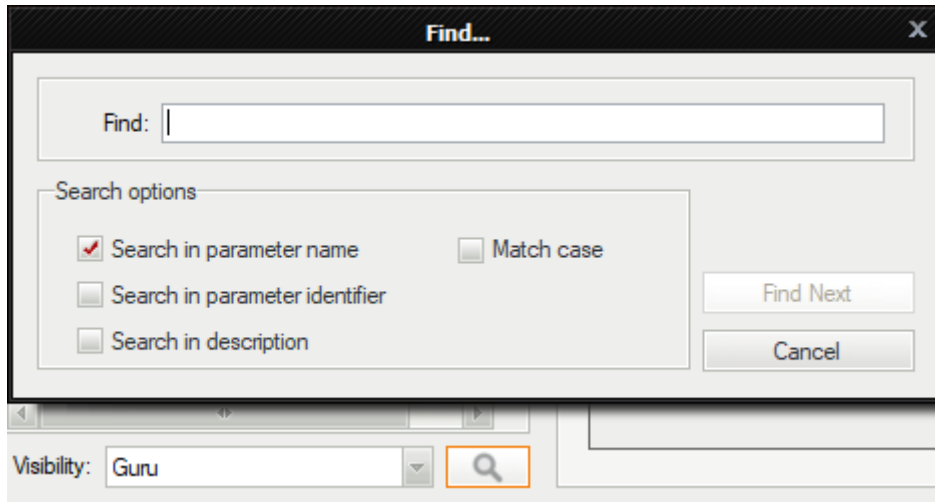 Find...
x
Find:
Search options
Search in parameter name
Match case
Search in parameter identifier
Search in description
Find Next
Cancel
Visibility: Guru